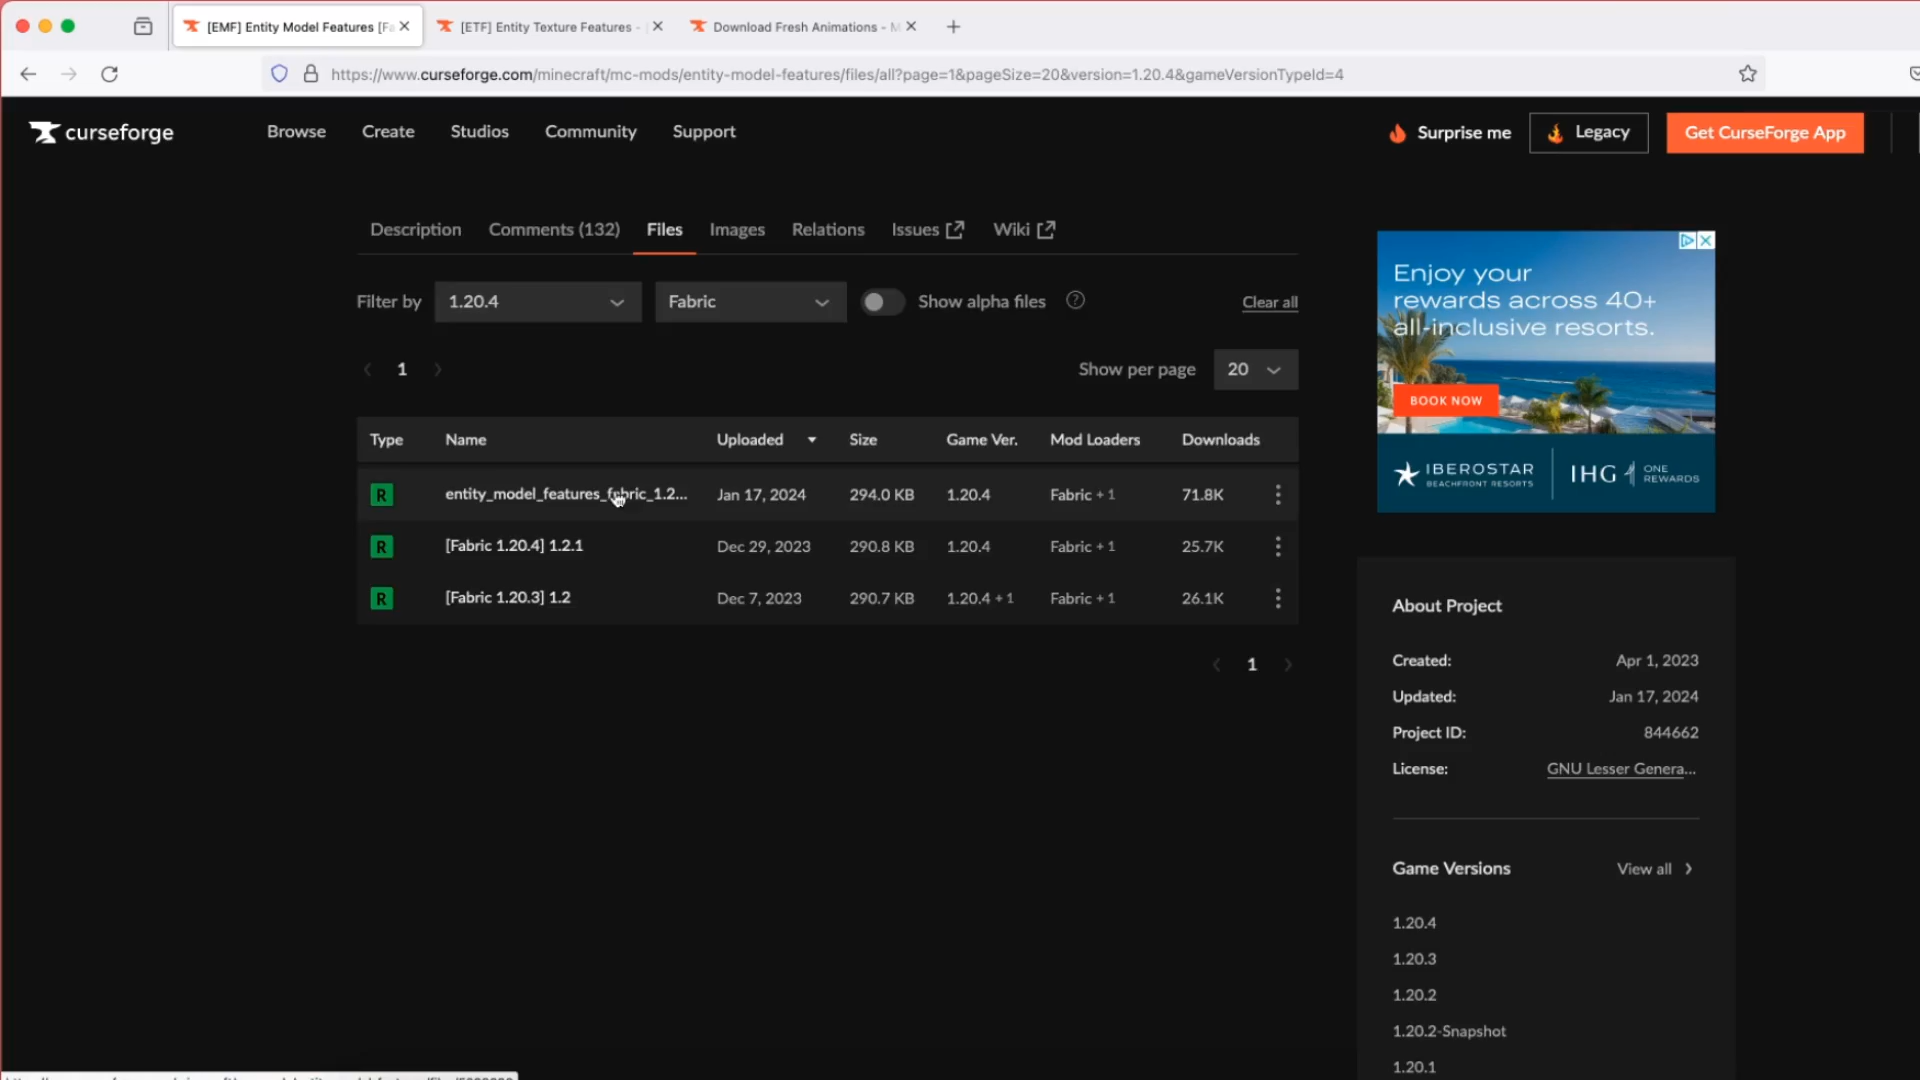 [EMF] Entity Model Features [Fa
[ETF] Entity Texture Features -
Download Fresh Animations - M
https://www.curseforge.com/minecraft/mc-mods/entity-model-features/files/all?page=1&pageSize=20&version=1.20.4&gameVersionTypeId=4
curseforge
Browse
Create
Studios
Community
Support
Surprise me
Legacy
Get CurseForge App
Description
Comments (132)
Files
Images
Relations
Issues
Wiki
Filter by
1.20.4
Fabric
Show alpha files
?
Clear all
1
Show per page
20
Type Name Uploaded Size Game Ver. Mod Loaders Downloads
R entity_model_features_fabric_1.2... Jan 17, 2024 294.0 KB 1.20.4 Fabric + 1 71.8K
R [Fabric 1.20.4] 1.2.1 Dec 29, 2023 290.8 KB 1.20.4 Fabric + 1 25.7K
R [Fabric 1.20.3] 1.2 Dec 7, 2023 290.7 KB 1.20.4 + 1 Fabric + 1 26.1K
1
Enjoy your
rewards across 40+
all-inclusive resorts.
BOOK NOW
IBEROSTAR
BEACHFRONT RESORTS
IHG
ONE
REWARDS
About Project
Created: Apr 1, 2023
Updated: Jan 17, 2024
Project ID: 844662
License: GNU Lesser Genera...
Game Versions
View all
1.20.4
1.20.3
1.20.2
1.20.2-Snapshot
1.20.1